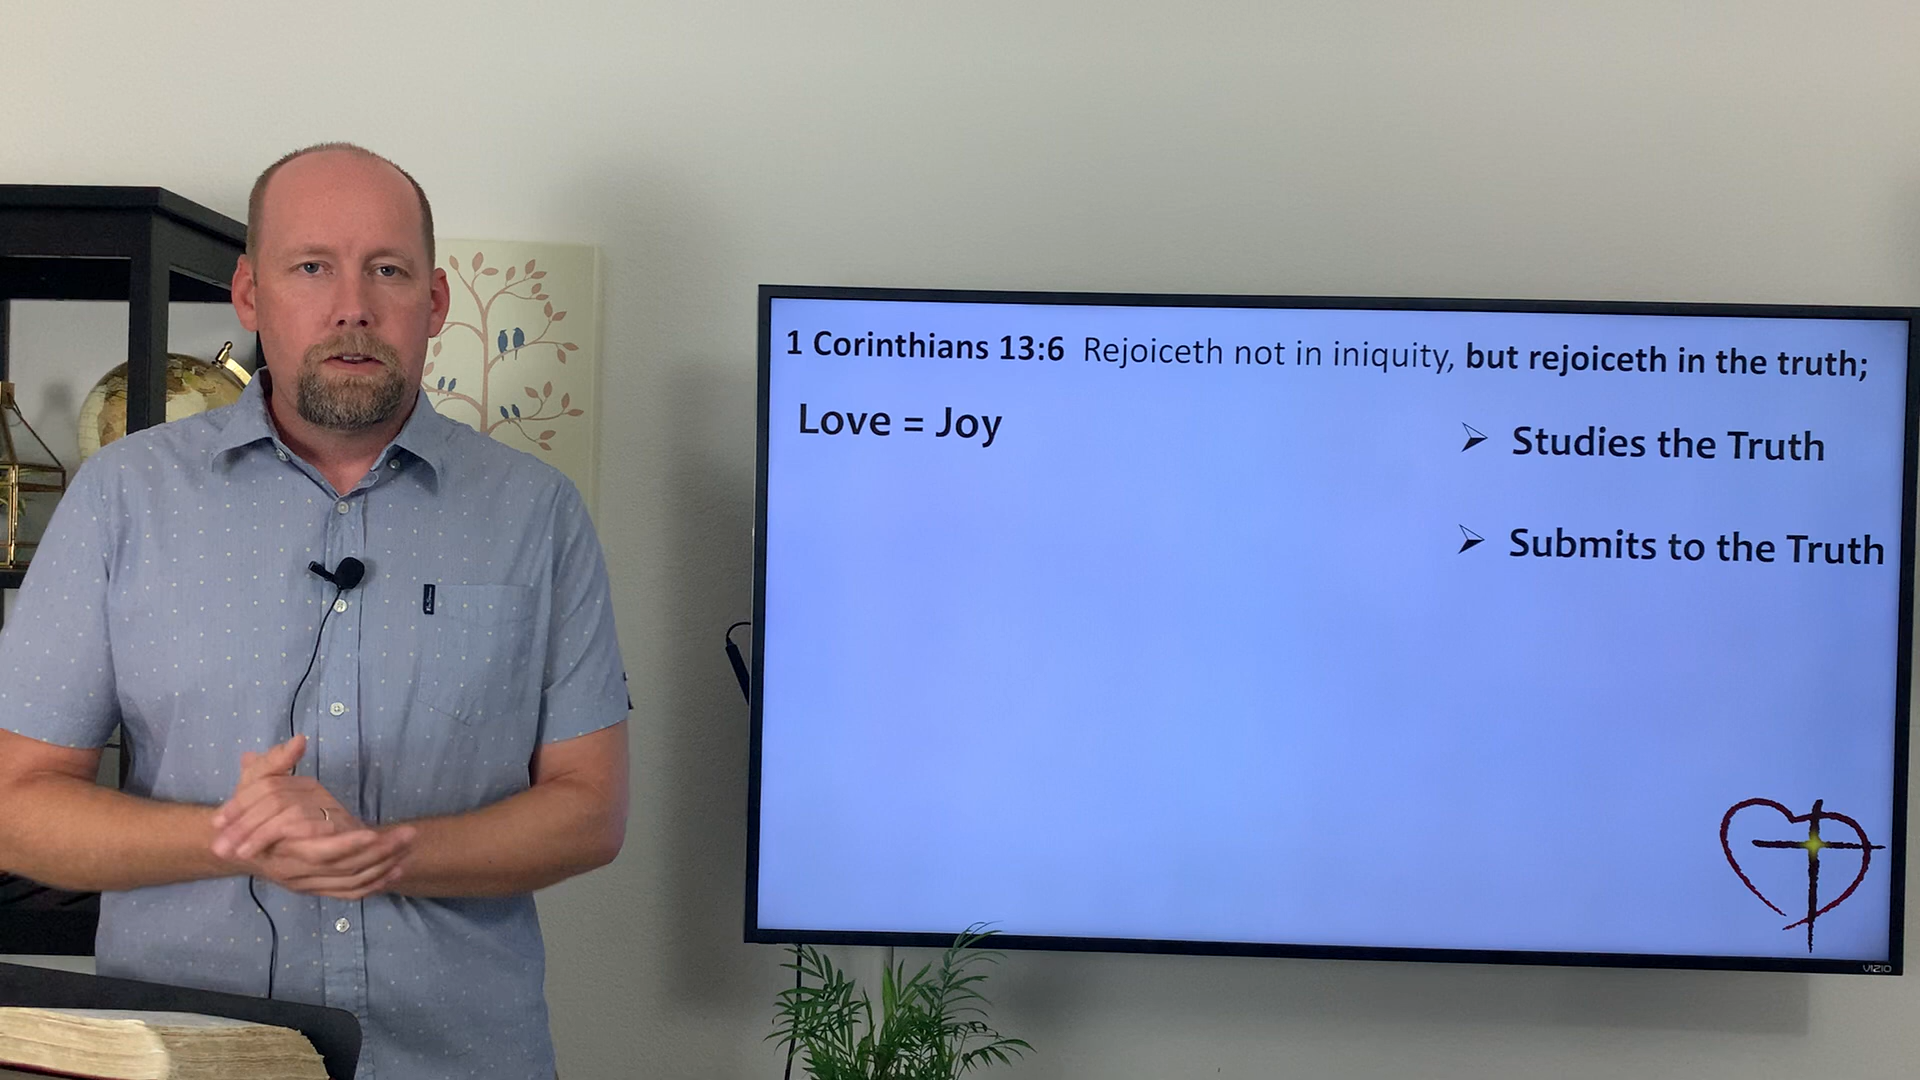 1 Corinthians 13:6 Rejoiceth not in iniquity, but rejoiceth in the truth;
Love = Joy
➢ Studies the Truth
➢ Submits to the Truth
VIZIO